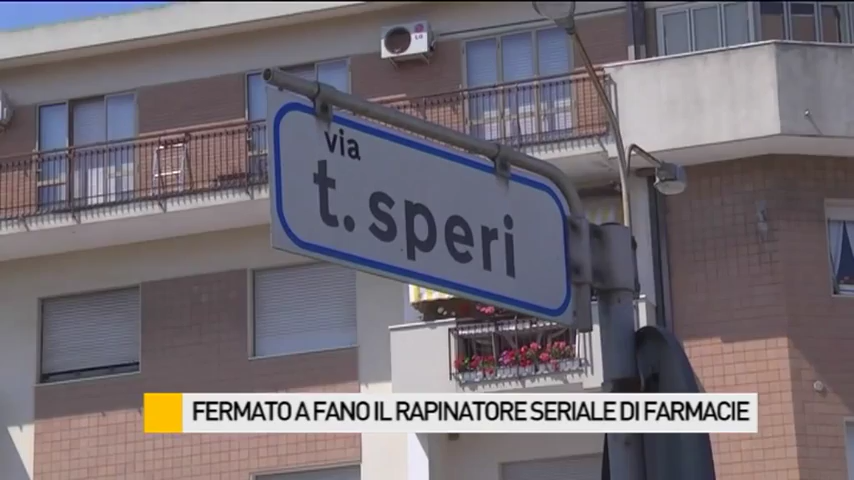 via
t. speri
FERMATO A FANO IL RAPINATORE SERIALE DI FARMACIE